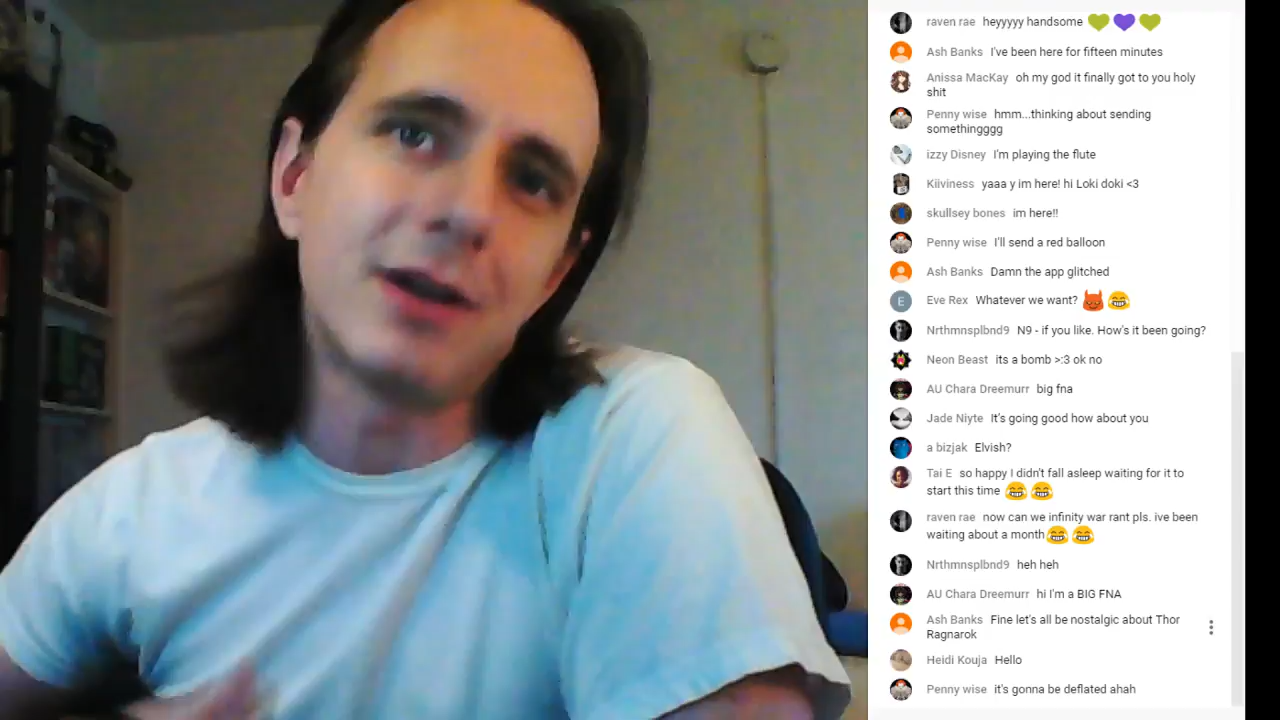 raven rae heyyyyy handsome 💚 💜 💚
Ash Banks I've been here for fifteen minutes
Anissa MacKay oh my god it finally got to you holy
shit
Penny wise hmm...thinking about sending
somethingggg
izzy Disney I'm playing the flute
Kiiviness yaaa y im here! hi Loki doki <3
skullsey bones im here!!
Penny wise I'll send a red balloon
Ash Banks Damn the app glitched
E Eve Rex Whatever we want? 👿 😂
Nrthmnsplbnd9 N9 - if you like. How's it been going?
Neon Beast its a bomb >:3 ok no
AU Chara Dreemurr big fna
Jade Niyte It's going good how about you
a bizjak Elvish?
Tai E so happy I didn't fall asleep waiting for it to
start this time 😂 😂
raven rae now can we infinity war rant pls. ive been
waiting about a month😂 😂
Nrthmnsplbnd9 heh heh
AU Chara Dreemurr hi I'm a BIG FNA
Ash Banks Fine let's all be nostalgic about Thor
Ragnarok
Heidi Kouja Hello
Penny wise it's gonna be deflated ahah